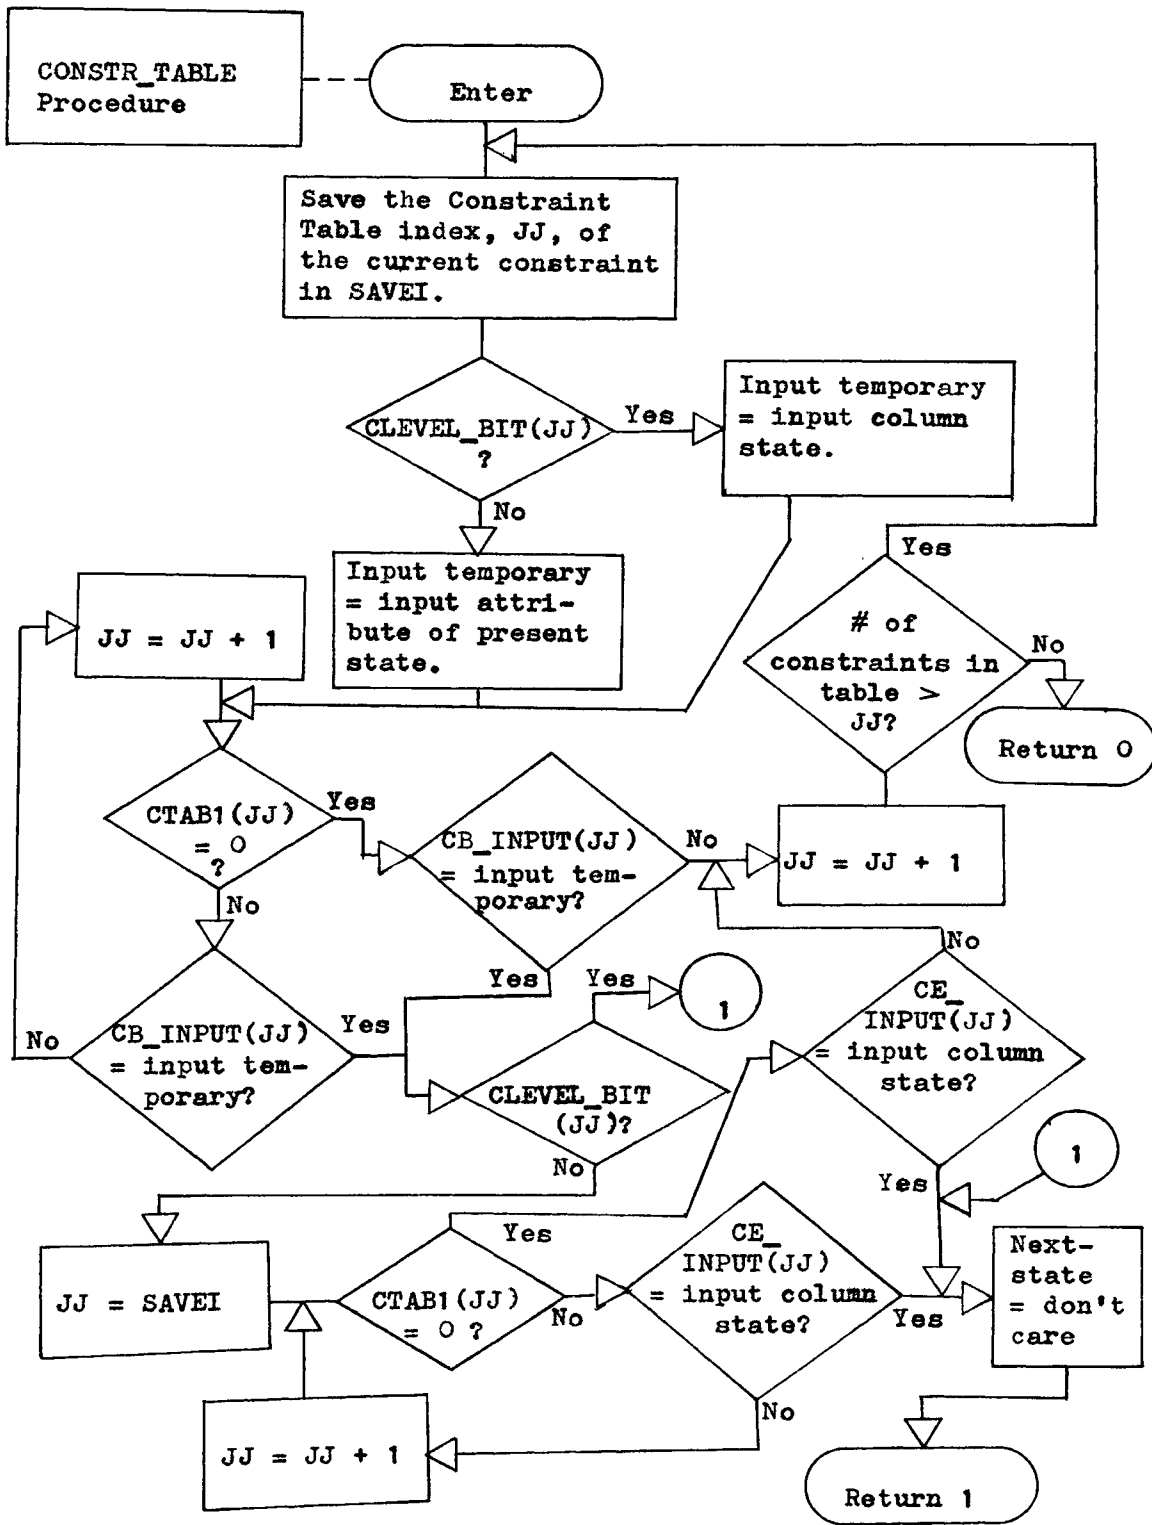 CONSTR_TABLE
Procedure
Enter
Save the Constraint
Table index, JJ, of
the current constraint
in SAVEI.
CLEVEL_BIT(JJ)
?
Yes
Input temporary
= input column
state.
No
Input temporary
= input attri-
bute of present
state.
JJ = JJ + 1
Yes
# of
constraints in
table >
JJ?
No
Return 0
CTAB1(JJ)
= 0
?
Yes
CB_INPUT(JJ)
= input tem-
porary?
No
JJ = JJ + 1
No
Yes
CB_INPUT(JJ)
= input tem-
porary?
No
Yes
CLEVEL_BIT
(JJ)?
Yes
1
No
CE_
INPUT(JJ)
= input column
state?
No
Yes
1
JJ = SAVEI
CTAB1(JJ)
= 0 ?
Yes
No
CE_
INPUT(JJ)
= input column
state?
Yes
No
Next-
state
= don't
care
JJ = JJ + 1
Return 1